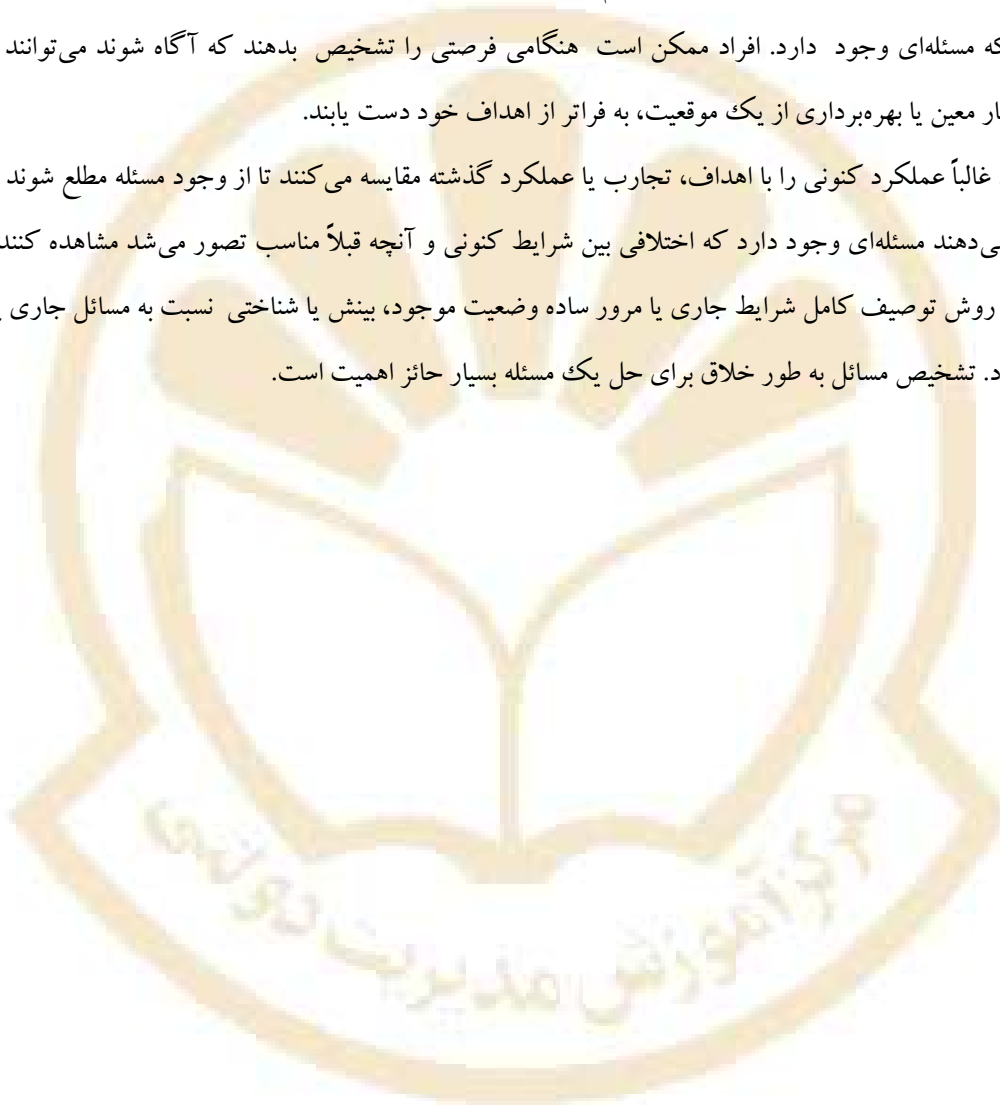 که مسئله‌ای وجود دارد. افراد ممکن است هنگامی فرصتی را تشخیص بدهند که آگاه شوند می‌توانند
معین یا بهره‌برداری از یک موقعیت، به فراتر از اهداف خود دست یابند.
غالباً عملکرد کنونی را با اهداف، تجارب یا عملکرد گذشته مقایسه می‌کنند تا از وجود مسئله مطلع شوند
دهند مسئله‌ای وجود دارد که اختلافی بین شرایط کنونی و آنچه قبلاً مناسب تصور می‌شد مشاهده کنند
روش توصیف کامل شرایط جاری یا مرور ساده وضعیت موجود، بینش یا شناختی نسبت به مسائل جاری
تشخیص مسائل به طور خلاق برای حل یک مسئله بسیار حائز اهمیت است.
مرکز آموزش مدیریت دولتی